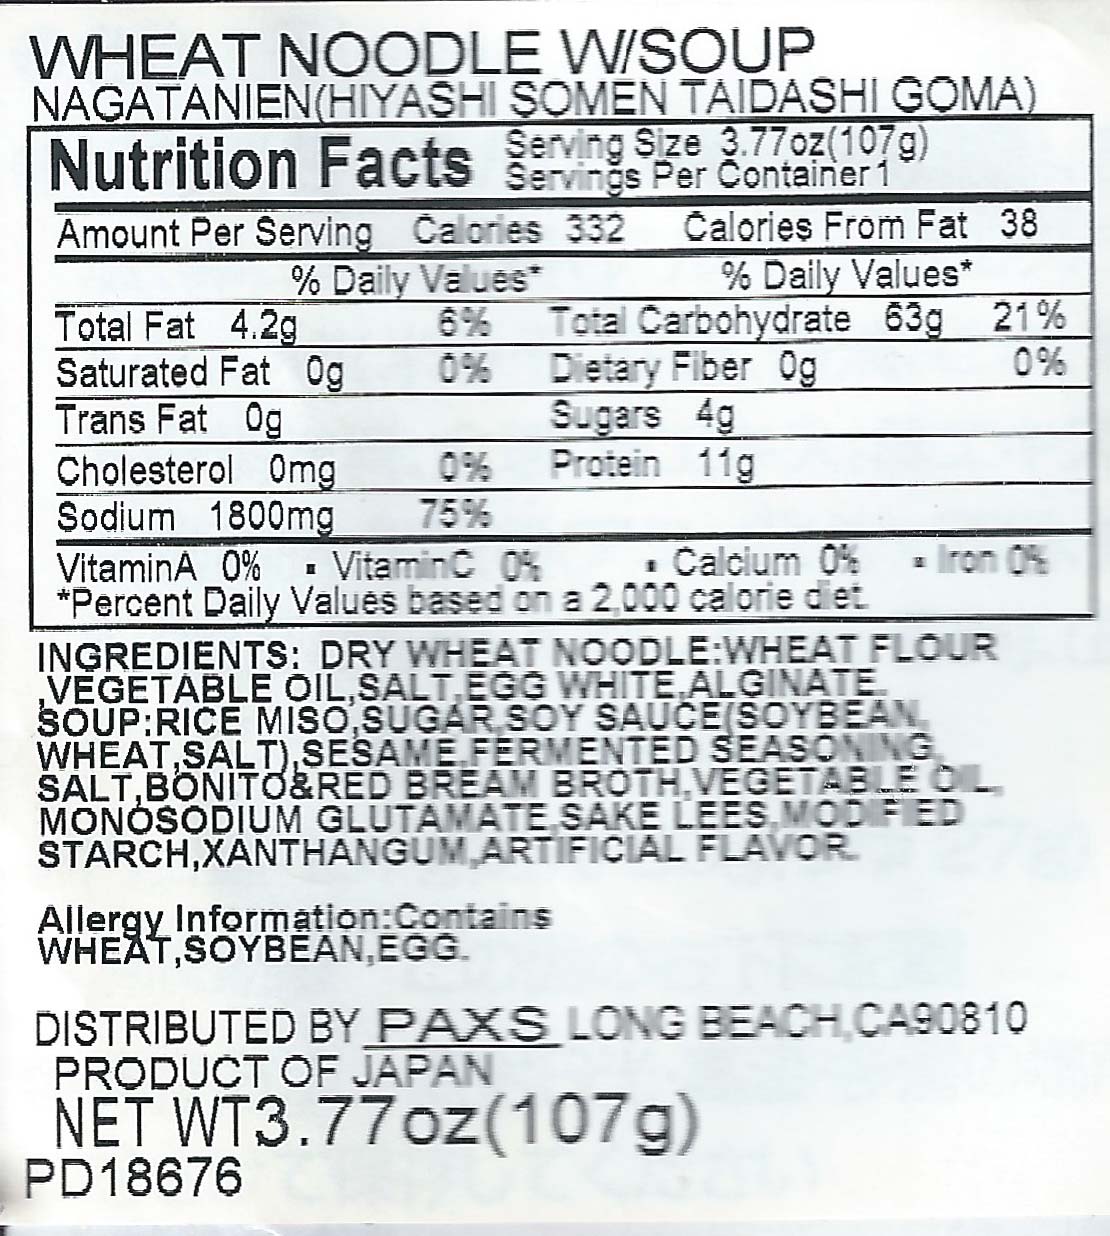 WHEAT NOODLE W/SOUP
NAGATANIEN(HIYASHI SOMEN TAIDASHI GOMA)
Nutrition Facts Serving Size 3.77oz(107g)
Servings Per Container 1
Amount Per Serving Calories 332 Calories From Fat 38
% Daily Values* % Daily Values*
Total Fat 4.2g 6% Total Carbohydrate 63g 21%
Saturated Fat 0g 0% Dietary Fiber 0g 0%
Trans Fat 0g Sugars 4g
Cholesterol 0mg 0% Protein 11g
Sodium 1800mg 75%
VitaminA 0% ▪ VitaminC 0% ▪ Calcium 0% ▪ Iron 0%
*Percent Daily Values based on a 2,000 calorie diet.
INGREDIENTS: DRY WHEAT NOODLE:WHEAT FLOUR
,VEGETABLE OIL,SALT,EGG WHITE,ALGINATE.
SOUP:RICE MISO,SUGAR,SOY SAUCE(SOYBEAN,
WHEAT,SALT),SESAME,FERMENTED SEASONING,
SALT,BONITO&RED BREAM BROTH,VEGETABLE OIL,
MONOSODIUM GLUTAMATE,SAKE LEES,MODIFIED
STARCH,XANTHANGUM,ARTIFICIAL FLAVOR.
Allergy Information:Contains
WHEAT,SOYBEAN,EGG.
DISTRIBUTED BY PAXS LONG BEACH,CA90810
PRODUCT OF JAPAN
NET WT3.77oz(107g)
PD18676